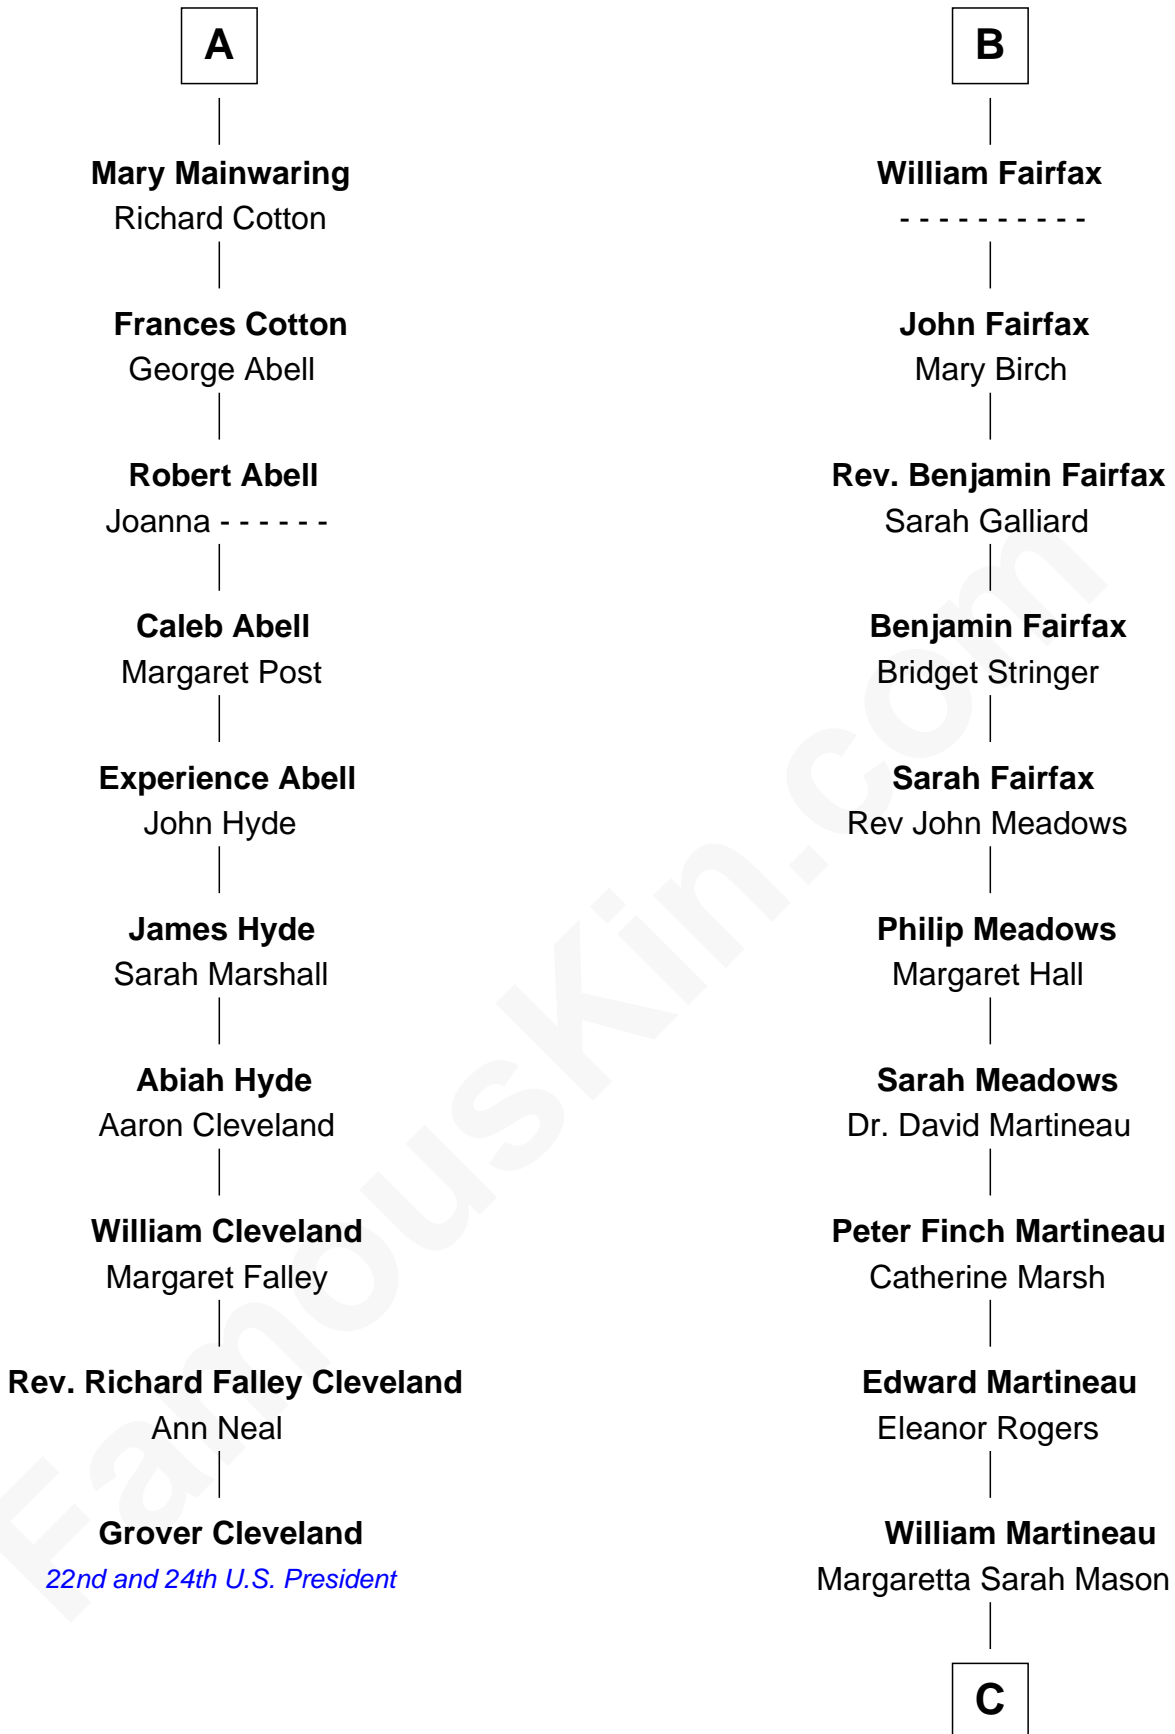 A
Mary Mainwaring
Richard Cotton
Frances Cotton
George Abell
Robert Abell
Joanna - - - - - -
Caleb Abell
Margaret Post
Experience Abell
John Hyde
James Hyde
Sarah Marshall
Abiah Hyde
Aaron Cleveland
William Cleveland
Margaret Falley
Rev. Richard Falley Cleveland
Ann Neal
Grover Cleveland
22nd and 24th U.S. President
B
William Fairfax
- - - - - - - - - -
John Fairfax
Mary Birch
Rev. Benjamin Fairfax
Sarah Galliard
Benjamin Fairfax
Bridget Stringer
Sarah Fairfax
Rev John Meadows
Philip Meadows
Margaret Hall
Sarah Meadows
Dr. David Martineau
Peter Finch Martineau
Catherine Marsh
Edward Martineau
Eleanor Rogers
William Martineau
Margaretta Sarah Mason
C
FamousKin.com